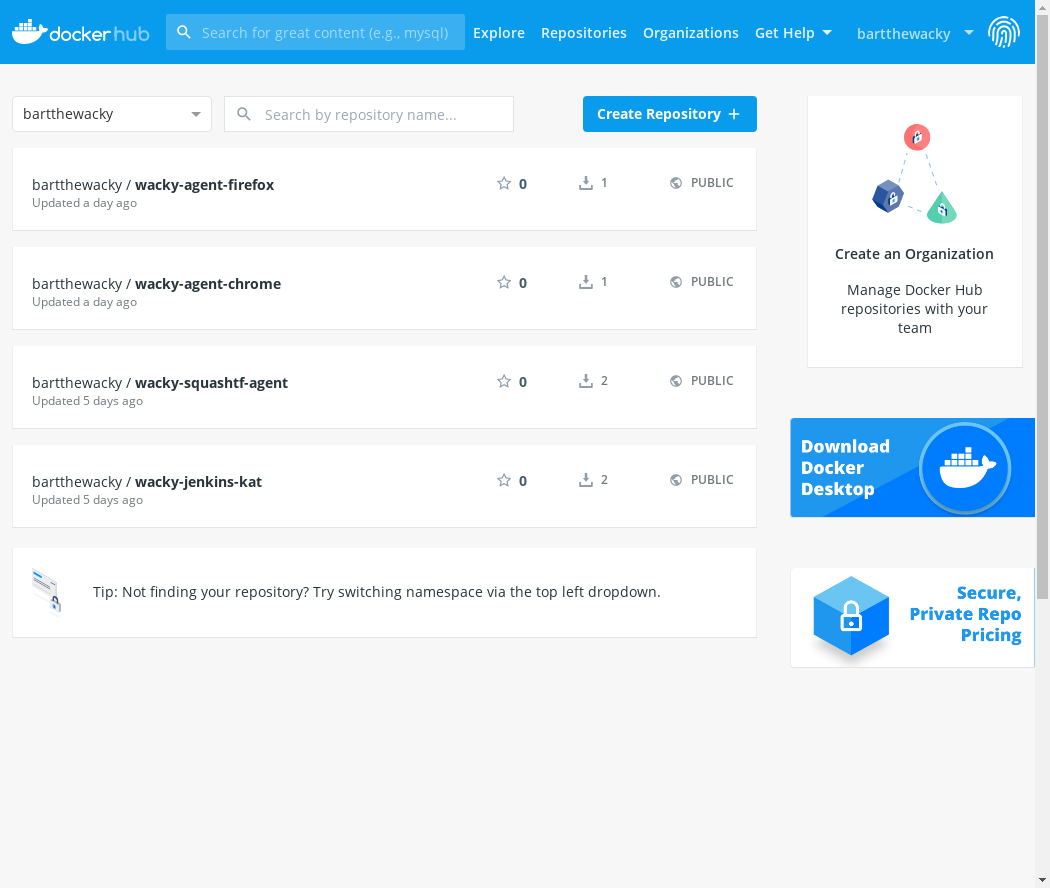 docker hub
Search for great content (e.g., mysql)
Explore
Repositories
Organizations
Get Help
bartthewacky
bartthewacky
Search by repository name...
Create Repository +
bartthewacky / wacky-agent-firefox
Updated a day ago
0
1
PUBLIC
bartthewacky / wacky-agent-chrome
Updated a day ago
0
1
PUBLIC
bartthewacky / wacky-squashtf-agent
Updated 5 days ago
0
2
PUBLIC
bartthewacky / wacky-jenkins-kat
Updated 5 days ago
0
2
PUBLIC
Tip: Not finding your repository? Try switching namespace via the top left dropdown.
Create an Organization
Manage Docker Hub
repositories with your
team
Download
Docker
Desktop
Secure,
Private Repo
Pricing